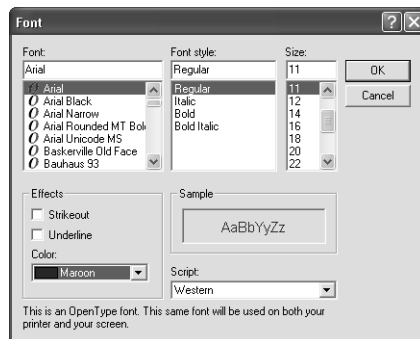 Font
Font: Font style: Size:
Arial Regular 11 OK
Arial Regular 11 Cancel
Arial Black Italic 12
Arial Narrow Bold 14
Arial Rounded MT Bol Bold Italic 16
Arial Unicode MS 18
Baskerville Old Face 20
Bauhaus 93 22
Effects Sample
Strikeout
Underline
AaBbYyZz
Color:
Maroon
Script:
Western
This is an OpenType font. This same font will be used on both your
printer and your screen.